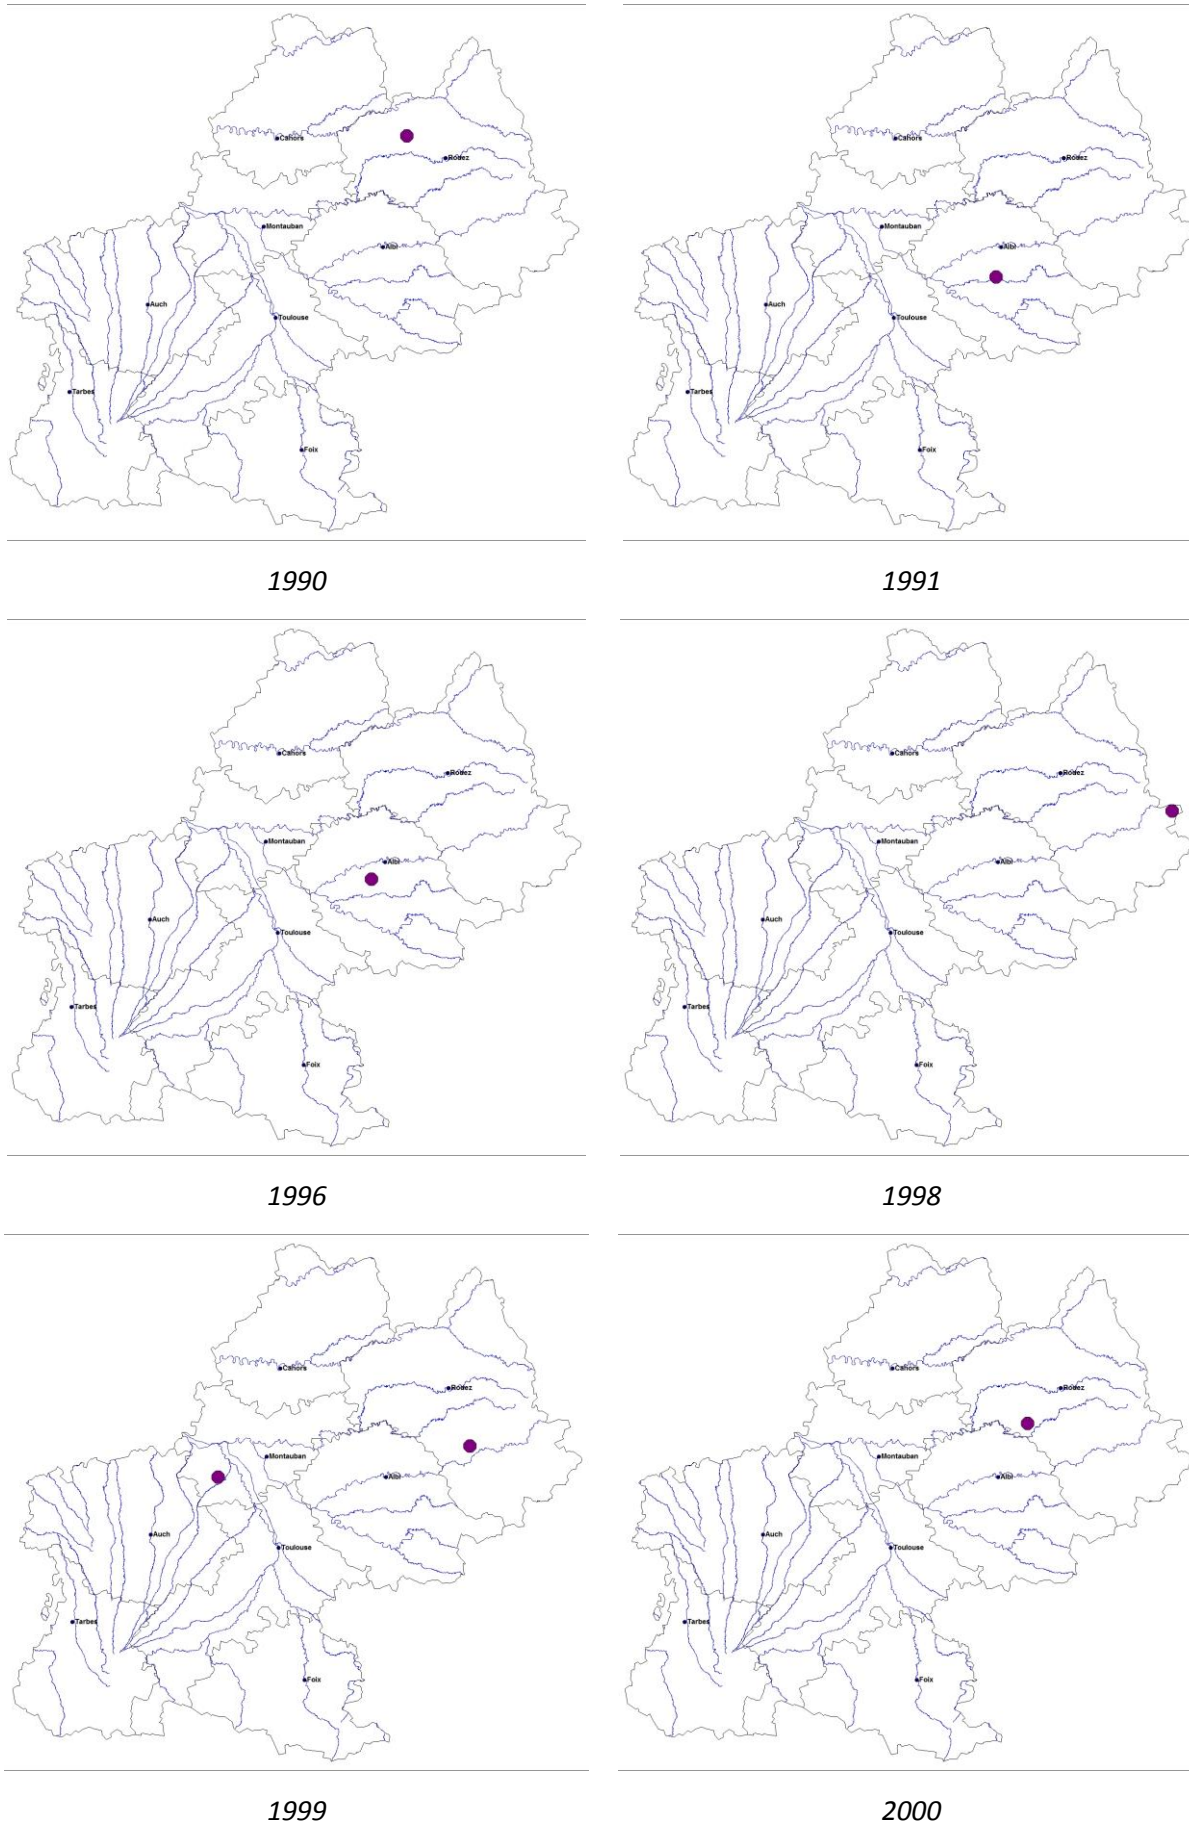 Cahors
Rodez
Montauban
Albi
Auch
Toulouse
Tarbes
Foix
1990
Cahors
Rodez
Montauban
Albi
Auch
Toulouse
Tarbes
Foix
1991
Cahors
Rodez
Montauban
Albi
Auch
Toulouse
Tarbes
Foix
1996
Cahors
Rodez
Montauban
Albi
Auch
Toulouse
Tarbes
Foix
1998
Cahors
Rodez
Montauban
Albi
Auch
Toulouse
Tarbes
Foix
1999
Cahors
Rodez
Montauban
Albi
Auch
Toulouse
Tarbes
Foix
2000